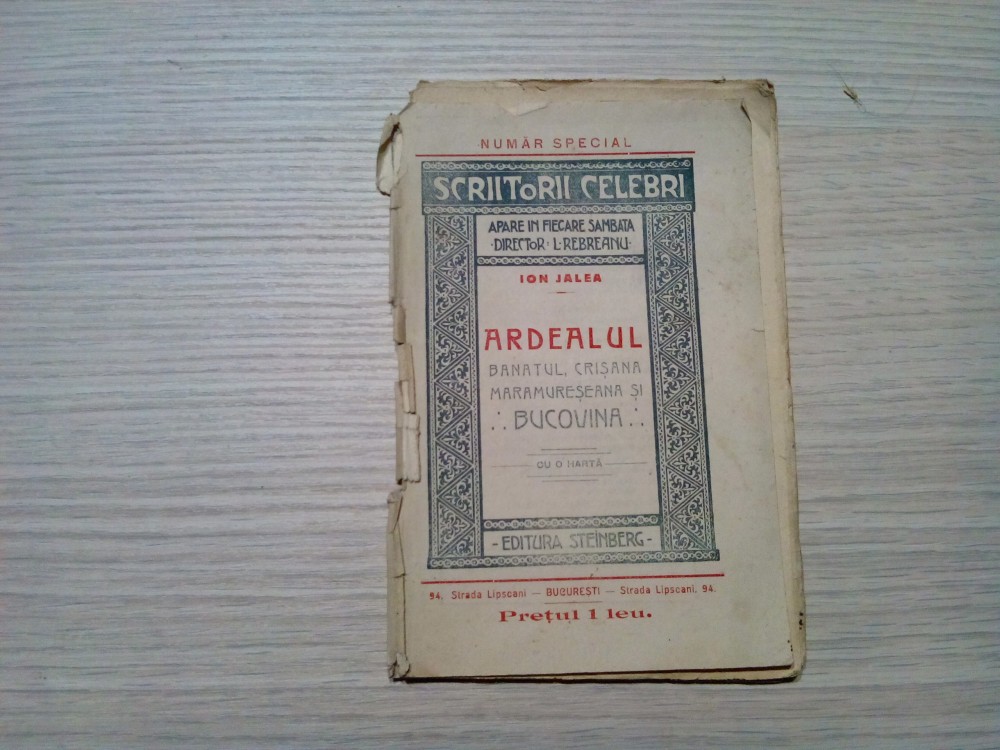 NUMĂR SPECIAL
SCRIITORII CELEBRI
APARE IN FIECARE SAMBATA
·DIRECTOR·L·REBREANU·
ION JALEA
ARDEALUL
BANATUL, CRIȘANA
MARAMUREȘEANA ȘI
∴ BUCOVINA ∴
CU O HARTĂ
- EDITURA STEINBERG -
94, Strada Lipscani — BUCUREȘTI — Strada Lipscani, 94.
Prețul 1 leu.